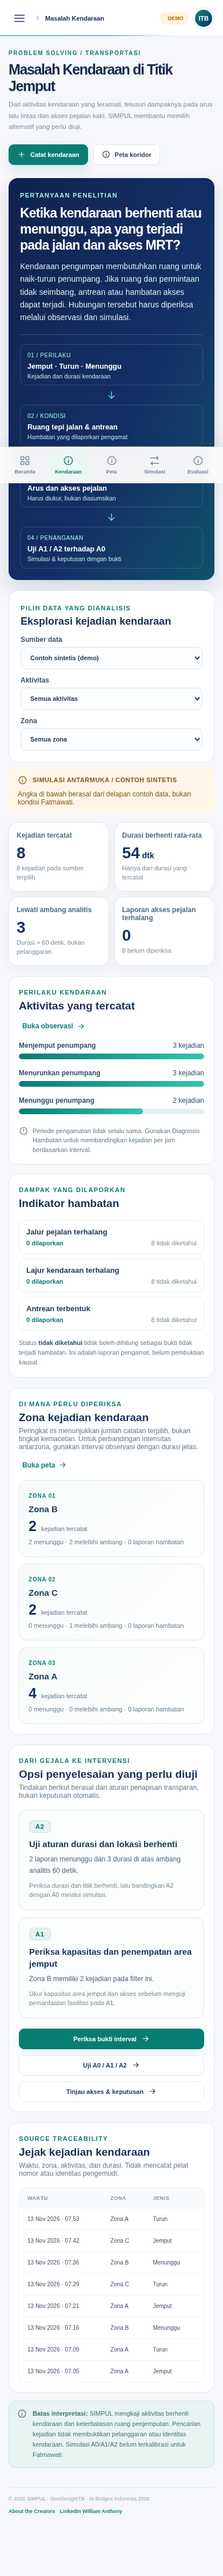 Masalah Kendaraan
DEMO
ITB
PROBLEM SOLVING / TRANSPORTASI
Masalah Kendaraan di Titik
Jemput
Dari aktivitas kendaraan yang teramati, telusuri dampaknya pada arus
lalu lintas dan akses pejalan kaki. SIMPUL membantu memilih
alternatif yang perlu diuji.
Catat kendaraan
Peta koridor
PERTANYAAN PENELITIAN
Ketika kendaraan berhenti atau
menunggu, apa yang terjadi
pada jalan dan akses MRT?
Kendaraan pengumpan membutuhkan ruang untuk
naik-turun penumpang. Jika ruang dan permintaan
tidak seimbang, antrean atau hambatan akses
dapat terjadi. Hubungan tersebut harus diperiksa
melalui observasi dan simulasi.
01 / PERILAKU
Jemput · Turun · Menunggu
Kejadian dan durasi kendaraan
02 / KONDISI
Ruang tepi jalan & antrean
Hambatan yang dilaporkan pengamat
Beranda
Kendaraan
Peta
Simulasi
Evaluasi
Arus dan akses pejalan
Harus diukur, bukan diasumsikan
04 / PENANGANAN
Uji A1 / A2 terhadap A0
Simulasi & keputusan dengan bukti
PILIH DATA YANG DIANALISIS
Eksplorasi kejadian kendaraan
Sumber data
Contoh sintetis (demo)
Aktivitas
Semua aktivitas
Zona
Semua zona
SIMULASI ANTARMUKA / CONTOH SINTETIS
Angka di bawah berasal dari delapan contoh data, bukan
kondisi Fatmawati.
Kejadian tercatat
8
8 kejadian pada sumber
terpilih
Durasi berhenti rata-rata
54 dtk
Hanya dari durasi yang
tercatat
Lewati ambang analitis
3
Durasi > 60 detik, bukan
pelanggaran
Laporan akses pejalan
terhalang
0
8 belum diperiksa
PERILAKU KENDARAAN
Aktivitas yang tercatat
Buka observasi
Menjemput penumpang
3 kejadian
Menurunkan penumpang
3 kejadian
Menunggu penumpang
2 kejadian
Periode pengamatan tidak selalu sama. Gunakan Diagnosis
Hambatan untuk membandingkan kejadian per jam
berdasarkan interval.
DAMPAK YANG DILAPORKAN
Indikator hambatan
Jalur pejalan terhalang
0 dilaporkan
8 tidak diketahui
Lajur kendaraan terhalang
0 dilaporkan
8 tidak diketahui
Antrean terbentuk
0 dilaporkan
8 tidak diketahui
Status tidak diketahui tidak boleh dihitung sebagai bukti tidak
terjadi hambatan. Ini adalah laporan pengamat, belum pembuktian
kausal.
DI MANA PERLU DIPERIKSA
Zona kejadian kendaraan
Peringkat ini menunjukkan jumlah catatan terpilih, bukan
tingkat kemacetan. Untuk perbandingan intensitas
antarzona, gunakan interval observasi dengan durasi jelas.
Buka peta
ZONA 01
Zona B
2 kejadian tercatat
2 menunggu · 2 melebihi ambang · 0 laporan hambatan
ZONA 02
Zona C
2 kejadian tercatat
0 menunggu · 1 melebihi ambang · 0 laporan hambatan
ZONA 03
Zona A
4 kejadian tercatat
0 menunggu · 0 melebihi ambang · 0 laporan hambatan
DARI GEJALA KE INTERVENSI
Opsi penyelesaian yang perlu diuji
Tindakan berikut berasal dari aturan penapisan transparan,
bukan keputusan otomatis.
A2
Uji aturan durasi dan lokasi berhenti
2 laporan menunggu dan 3 durasi di atas ambang
analitis 60 detik.
Periksa durasi dan titik berhenti, lalu bandingkan A2
dengan A0 melalui simulasi.
A1
Periksa kapasitas dan penempatan area
jemput
Zona B memiliki 2 kejadian pada filter ini.
Ukur kapasitas area jemput dan akses sebelum menguji
pemanfaatan fasilitas pada A1.
Periksa bukti interval
Uji A0 / A1 / A2
Tinjau akses & keputusan
SOURCE TRACEABILITY
Jejak kejadian kendaraan
Waktu, zona, aktivitas, dan durasi. Tidak mencatat pelat
nomor atau identitas pengemudi.
WAKTU ZONA JENIS
13 Nov 2026 · 07.53 Zona A Turun
13 Nov 2026 · 07.42 Zona C Jemput
13 Nov 2026 · 07.36 Zona B Menunggu
13 Nov 2026 · 07.29 Zona C Turun
13 Nov 2026 · 07.21 Zona A Jemput
13 Nov 2026 · 07.16 Zona B Menunggu
13 Nov 2026 · 07.09 Zona A Turun
13 Nov 2026 · 07.05 Zona A Jemput
Batas interpretasi: SIMPUL mengkaji aktivitas berhenti
kendaraan dan keterbatasan ruang penjemputan. Pencarian
kejadian tidak membuktikan pelanggaran atau identitas
kendaraan. Simulasi A0/A1/A2 belum terkalibrasi untuk
Fatmawati.
© 2026 SIMPUL · GeoDesignITB · SI Bridges Indonesia 2026
About the Creators · LinkedIn William Anthony